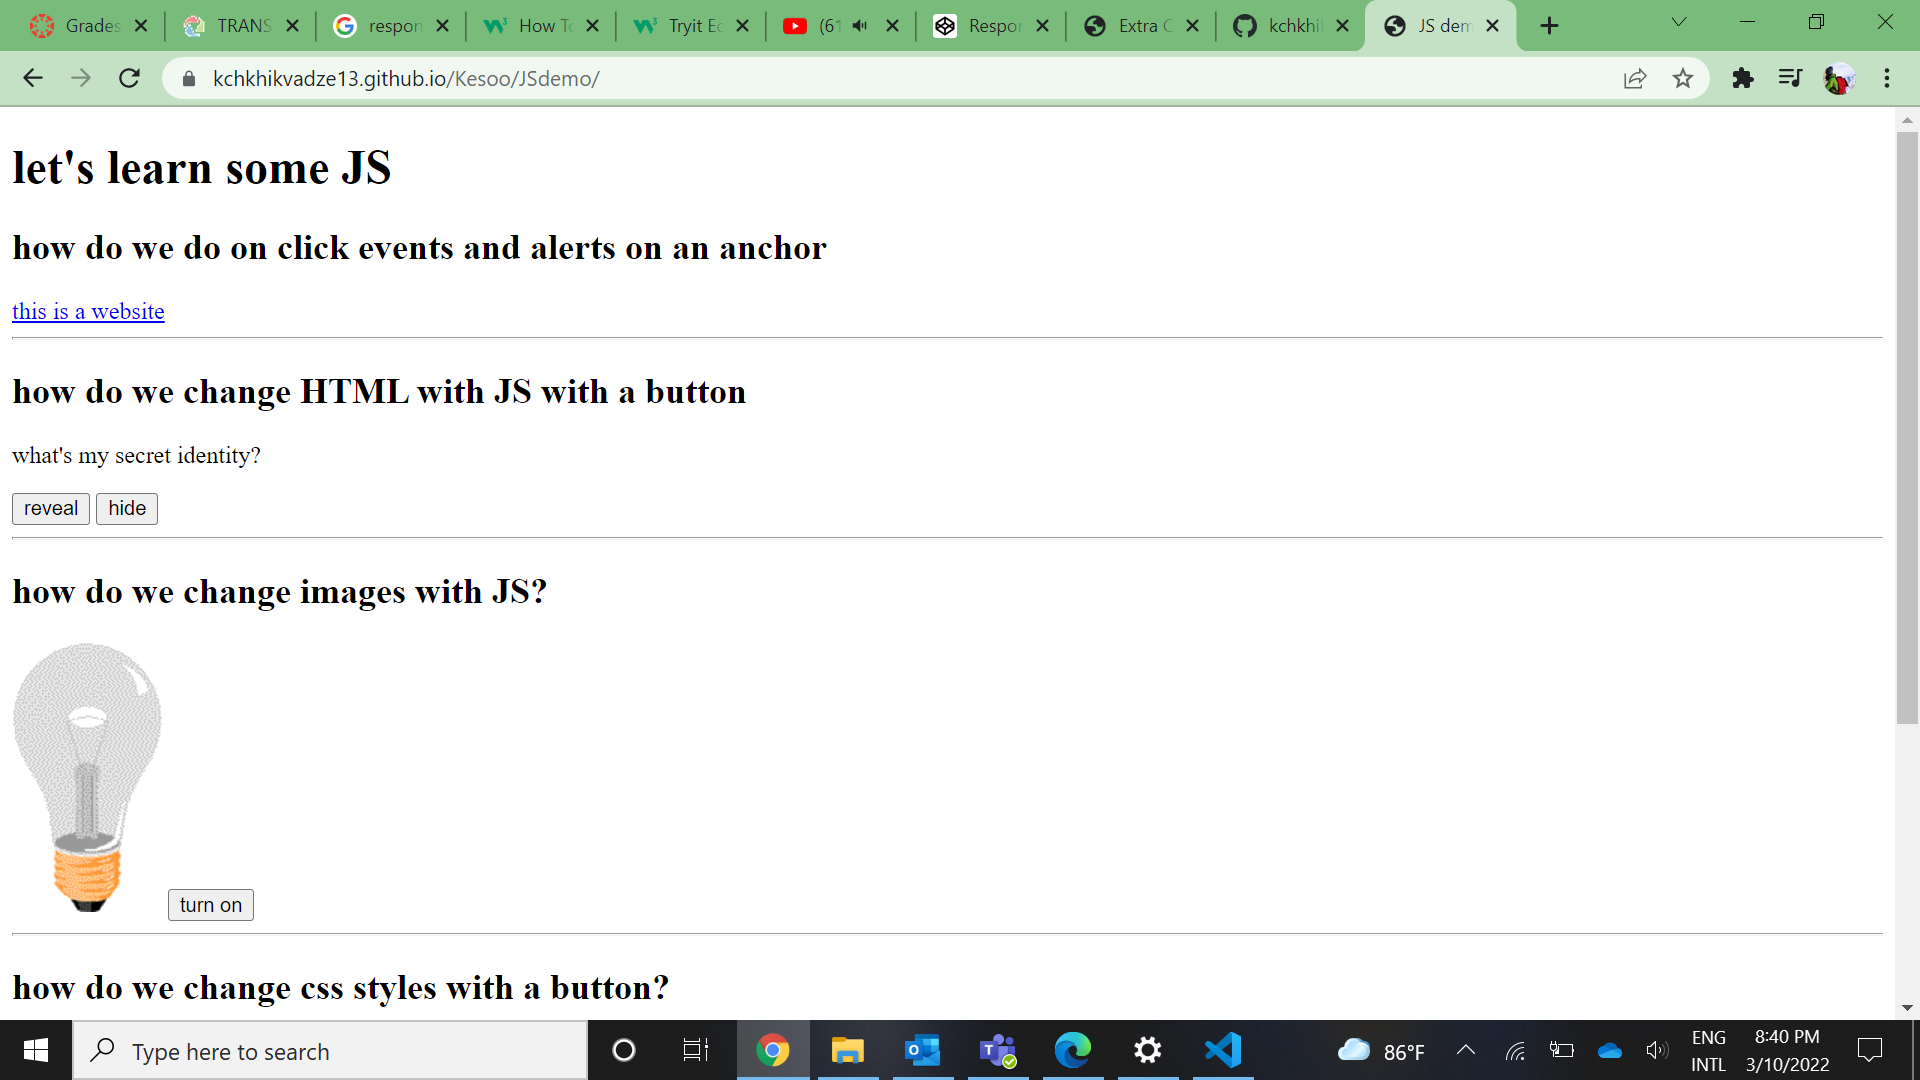 Grades
TRANS
respon
How To
Tryit Ed
(61
Respon
Extra C
kchkhi
JS dem
kchkhikvadze13.github.io/Kesoo/JSdemo/
let's learn some JS
how do we do on click events and alerts on an anchor
this is a website
how do we change HTML with JS with a button
what's my secret identity?
reveal hide
how do we change images with JS?
turn on
how do we change css styles with a button?
Type here to search
86°F
ENG
INTL
8:40 PM
3/10/2022